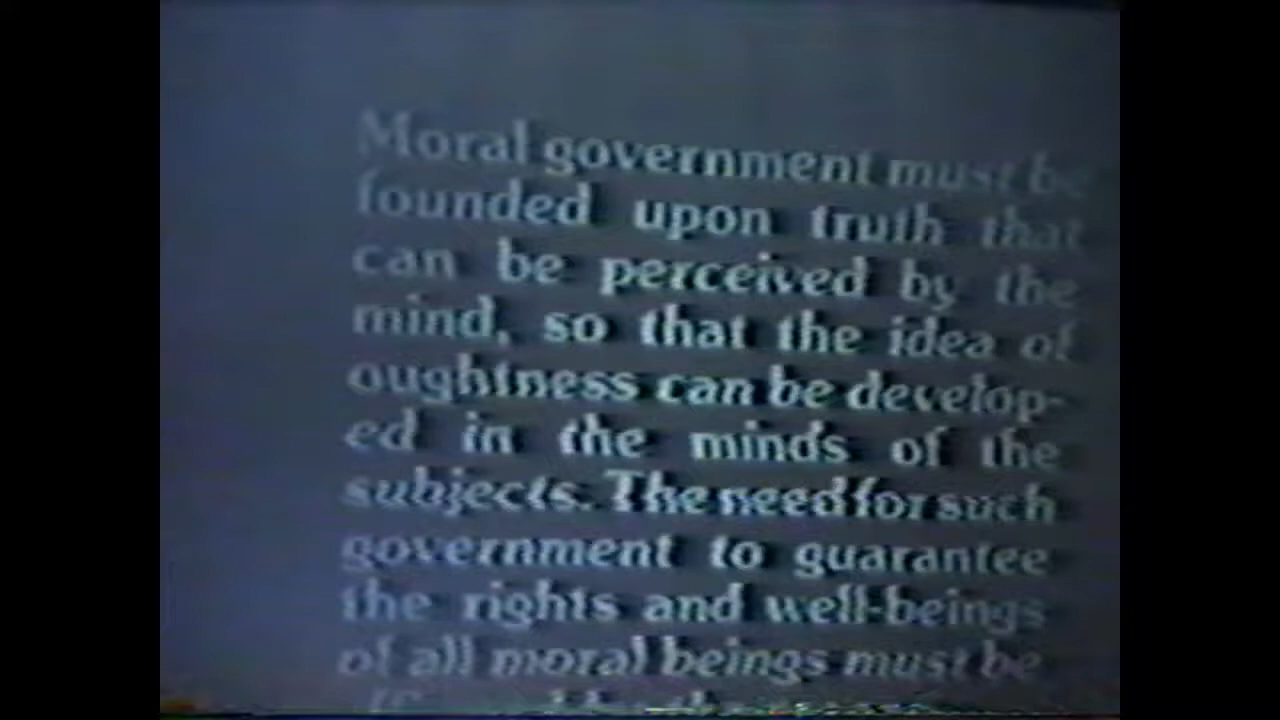 Moral government must be
founded upon truth that
can be perceived by the
mind, so that the idea of
oughtness can be develop-
ed in the minds of the
subjects. The need for such
government to guarantee
the rights and well-beings
of all moral beings must be